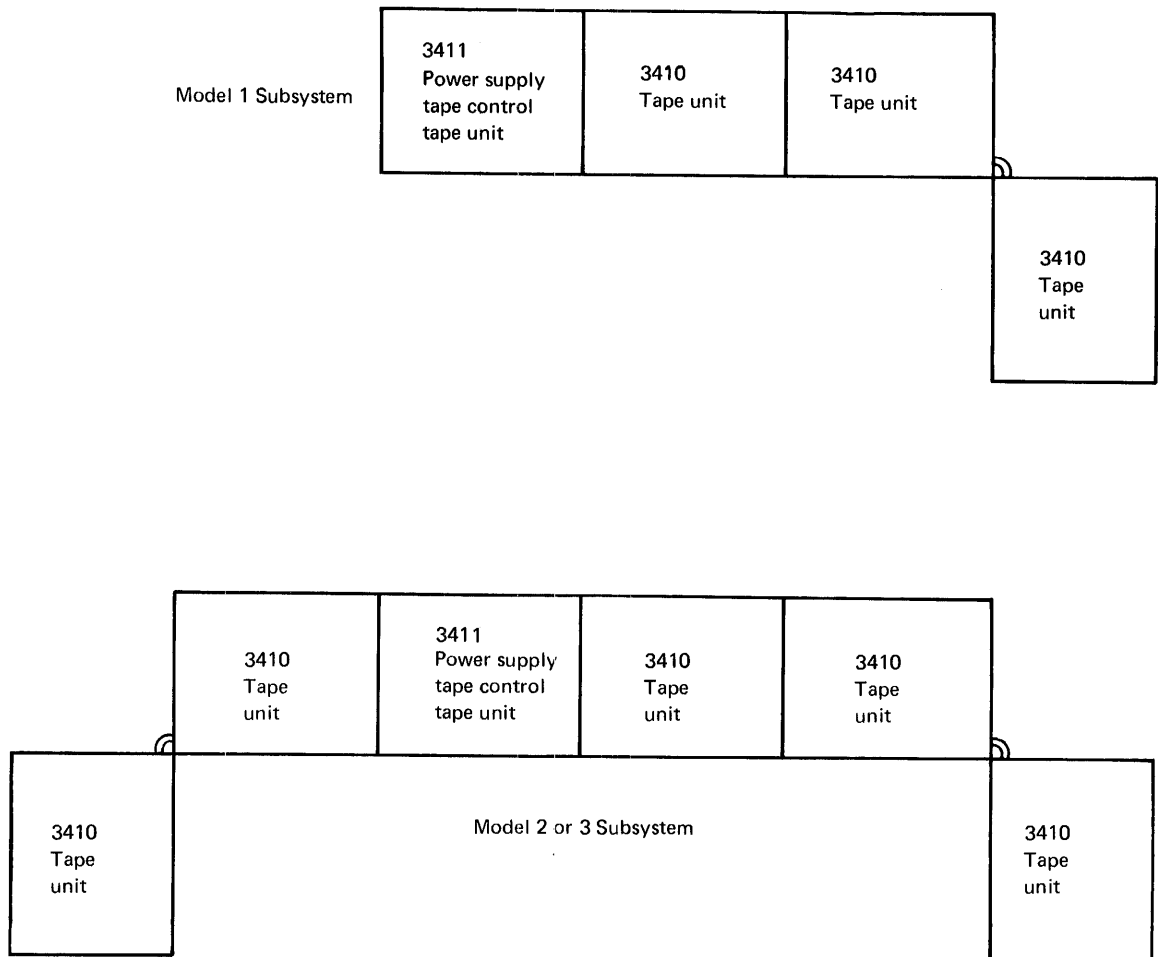 Model 1 Subsystem
3411
Power supply
tape control
tape unit
3410
Tape unit
3410
Tape unit
3410
Tape
unit
3410
Tape
unit
3411
Power supply
tape control
tape unit
3410
Tape
unit
3410
Tape
unit
3410
Tape
unit
Model 2 or 3 Subsystem
3410
Tape
unit